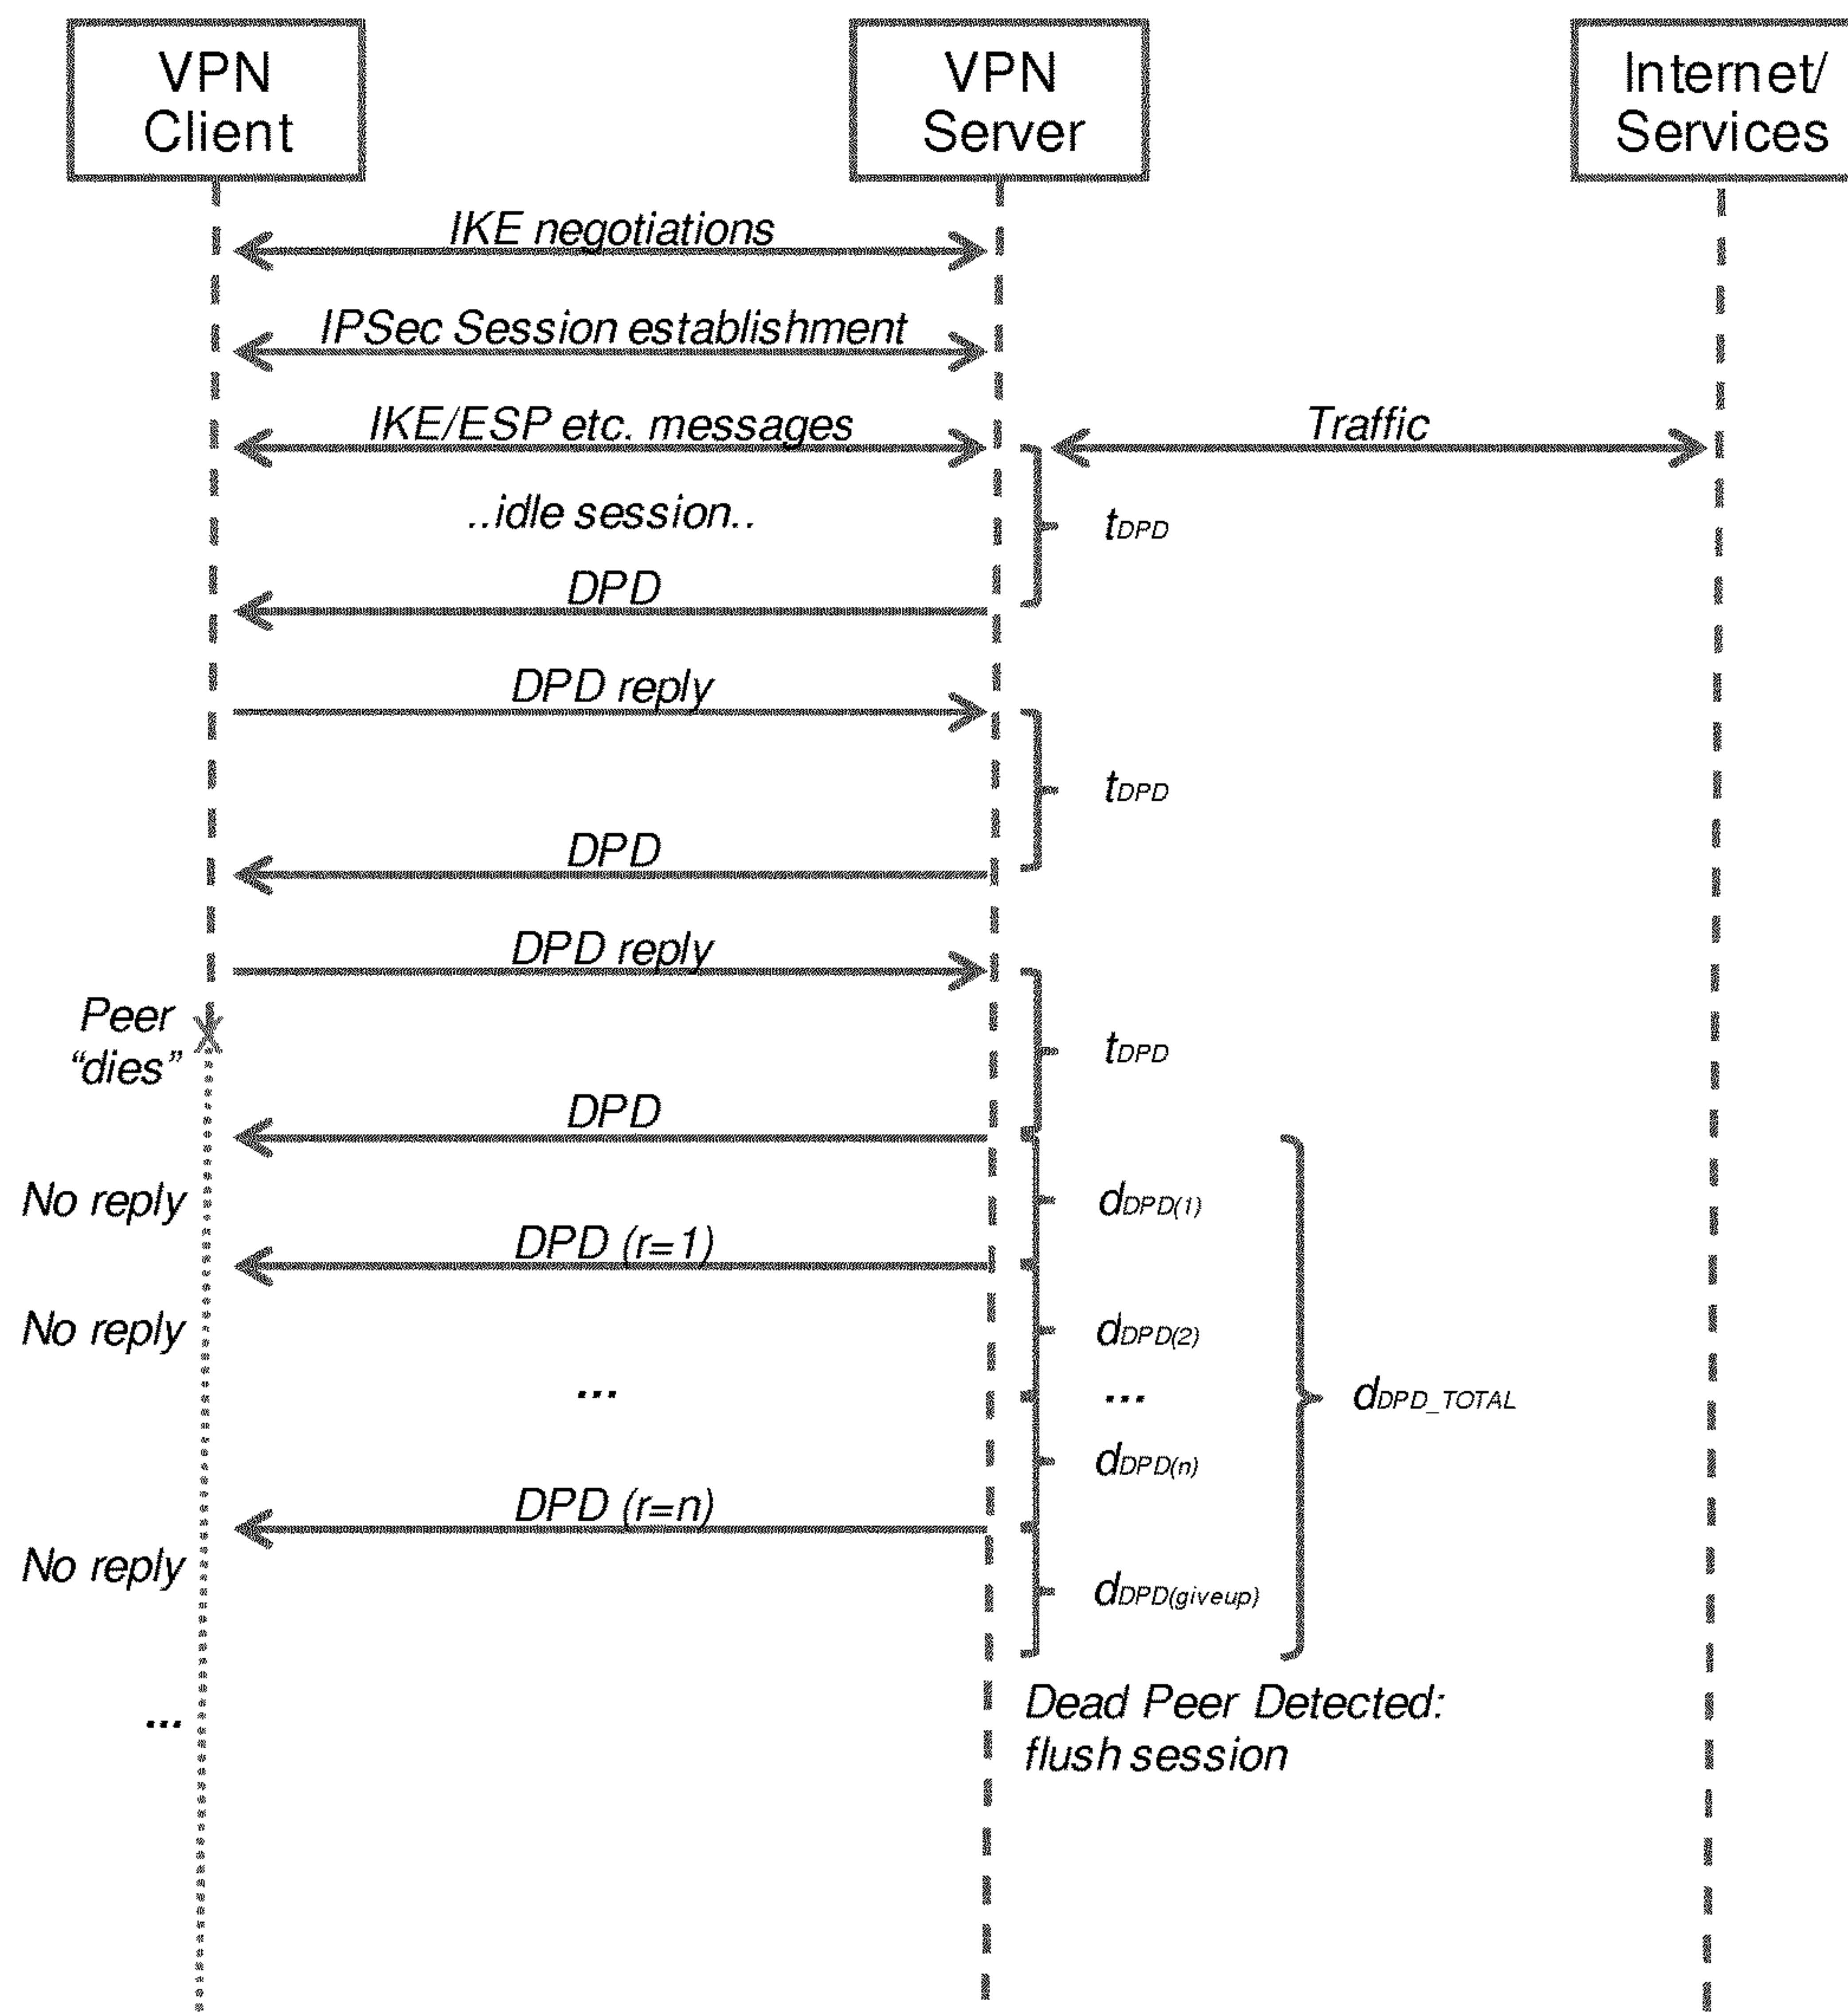 VPN
Client
VPN
Server
Internet/
Services
IKE negotiations
IPSec Session establishment
IKE/ESP etc. messages
Traffic
..idle session..
tDPD
DPD
DPD reply
tDPD
DPD
DPD reply
Peer
“dies”
tDPD
DPD
No reply
dDPD(1)
DPD (r=1)
No reply
dDPD(2)
...
...
dDPD_TOTAL
dDPD(n)
DPD (r=n)
No reply
dDPD(giveup)
...
Dead Peer Detected:
flush session